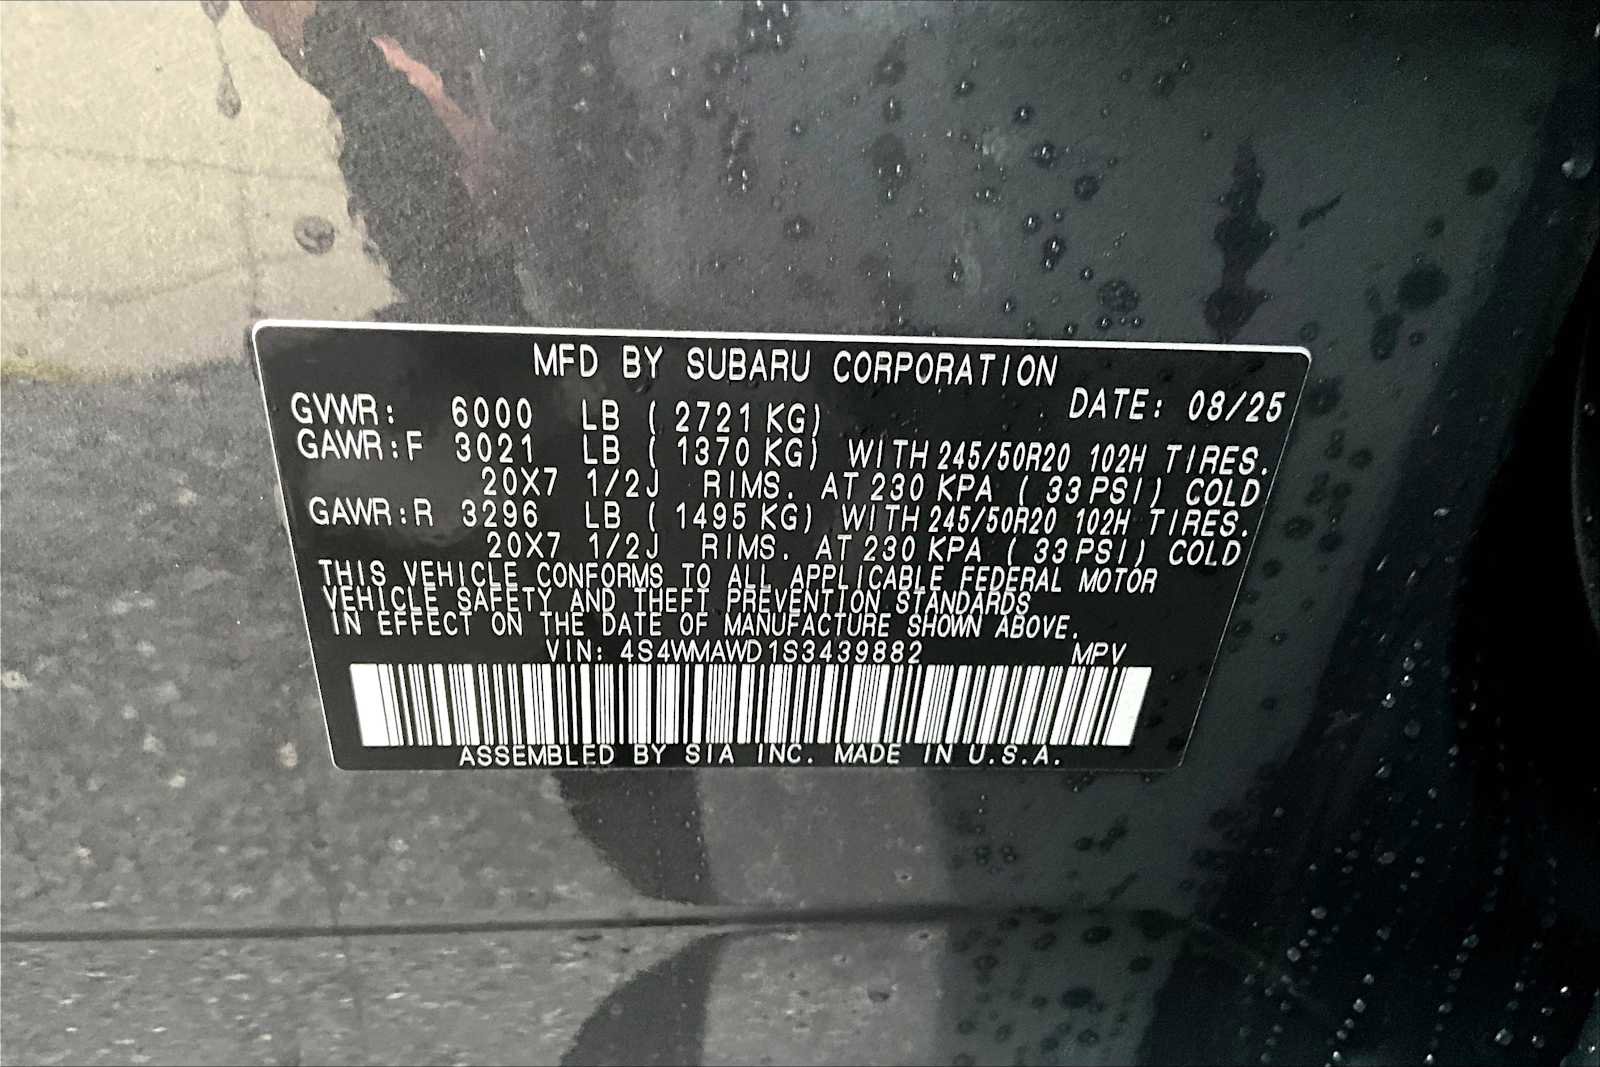 MFD BY SUBARU CORPORATION
DATE: 08/25
GVWR: 6000 LB ( 2721 KG)
GAWR:F 3021 LB ( 1370 KG) WITH 245/50R20 102H TIRES.
20X7 1/2J RIMS. AT 230 KPA ( 33 PSI) COLD
GAWR:R 3296 LB ( 1495 KG) WITH 245/50R20 102H TIRES.
20X7 1/2J RIMS. AT 230 KPA ( 33 PSI) COLD
THIS VEHICLE CONFORMS TO ALL APPLICABLE FEDERAL MOTOR
VEHICLE SAFETY AND THEFT PREVENTION STANDARDS
IN EFFECT ON THE DATE OF MANUFACTURE SHOWN ABOVE.
VIN: 4S4WMAWD1S3439882 MPV
ASSEMBLED BY SIA INC. MADE IN U.S.A.